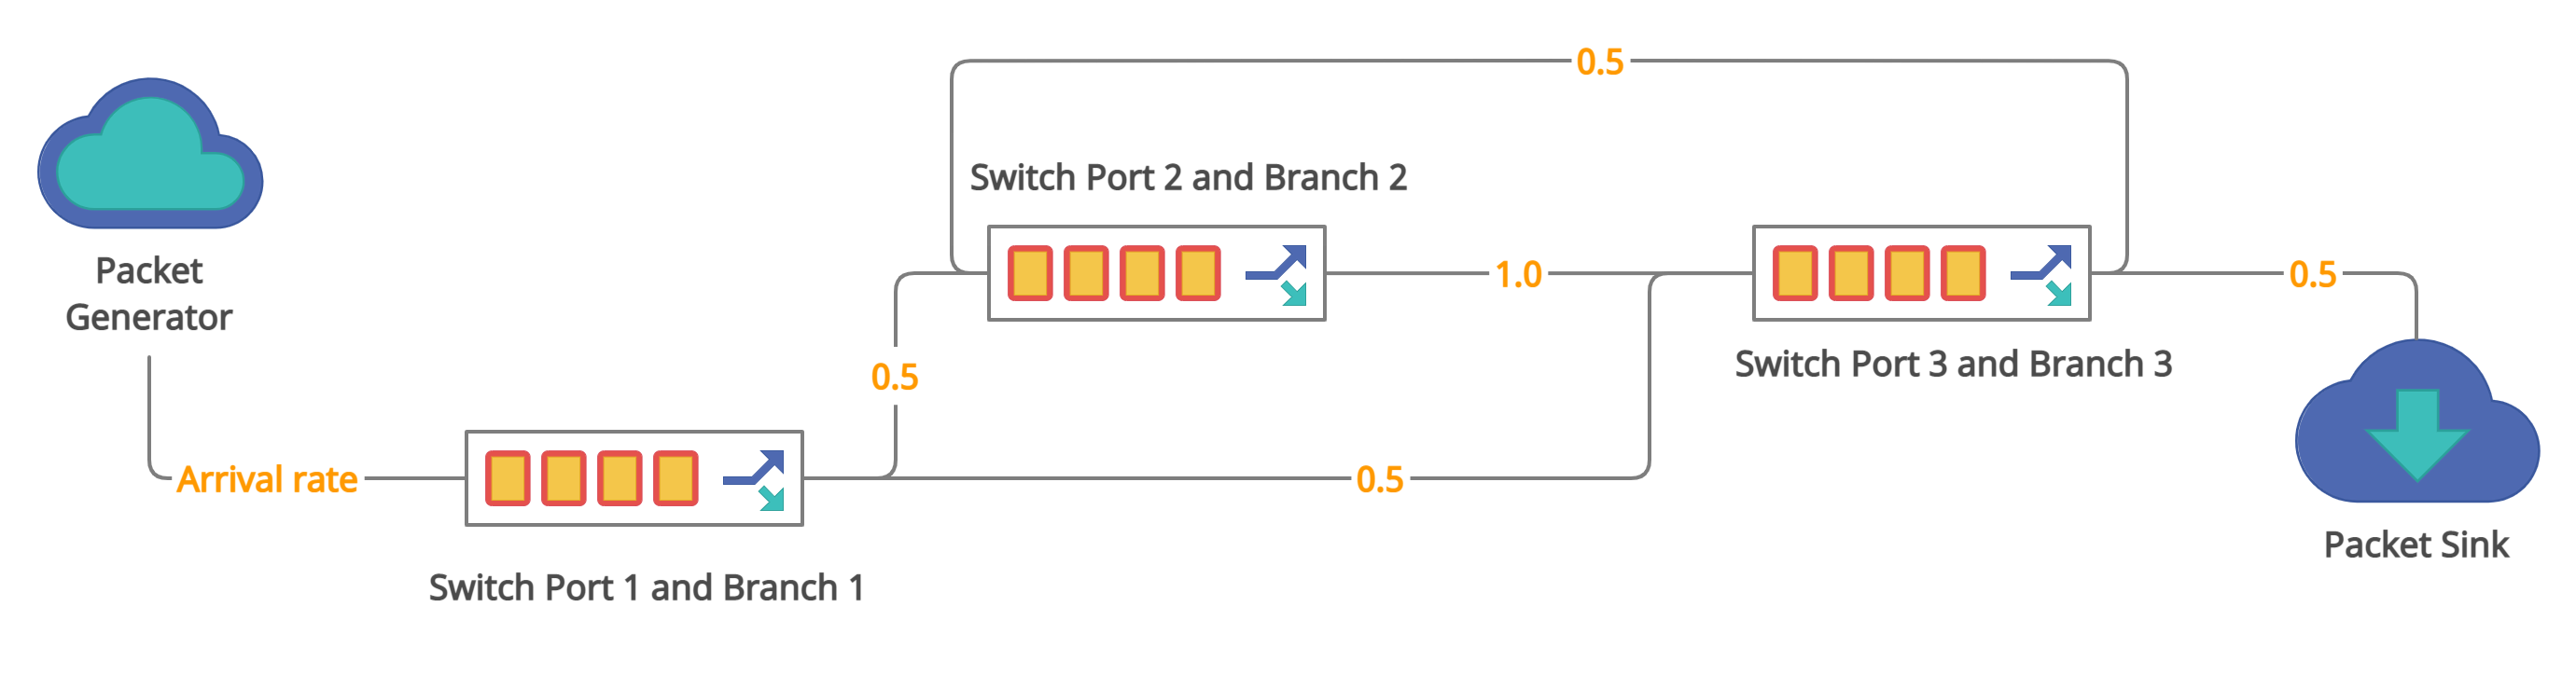 0.5
Switch Port 2 and Branch 2
Packet
Generator
1.0
0.5
0.5
Switch Port 3 and Branch 3
Arrival rate
0.5
Packet Sink
Switch Port 1 and Branch 1